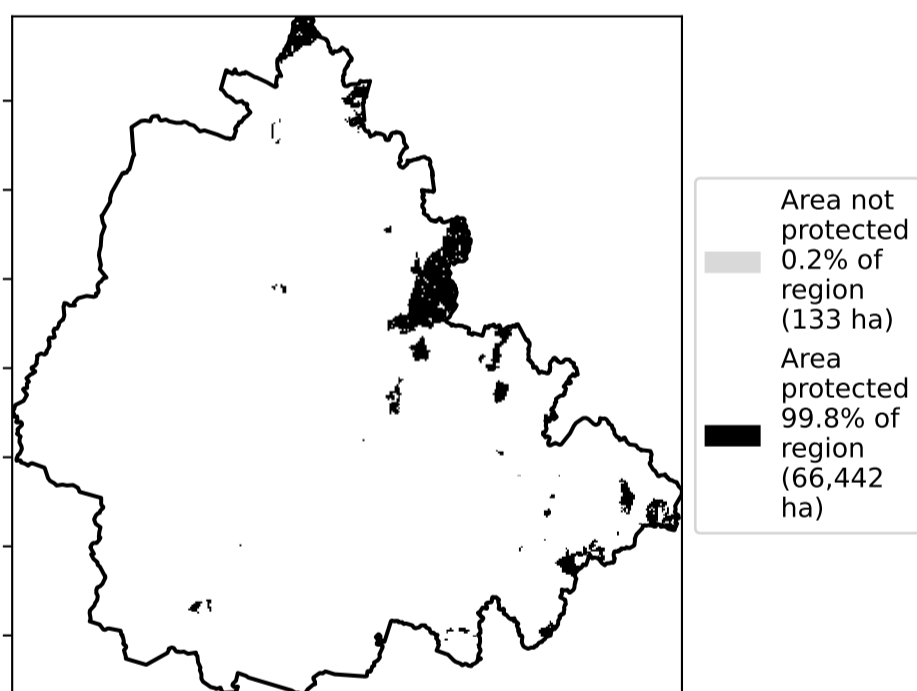 Area not
protected
0.2% of
region
(133 ha)
Area
protected
99.8% of
region
(66,442
ha)